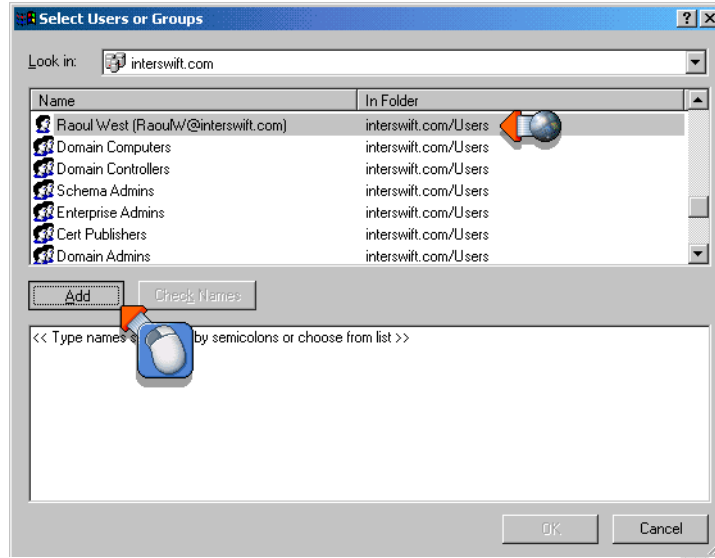 Select Users or Groups
Look in: interswift.com
Name In Folder
Raoul West (RaoulW@interswift.com) interswift.com/Users
Domain Computers interswift.com/Users
Domain Controllers interswift.com/Users
Schema Admins interswift.com/Users
Enterprise Admins interswift.com/Users
Cert Publishers interswift.com/Users
Domain Admins interswift.com/Users
Add Check Names
<< Type names by semicolons or choose from list >>
OK Cancel